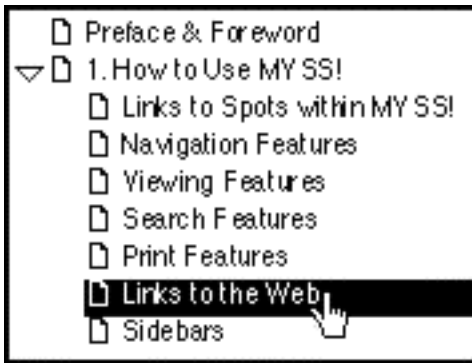 Preface & Foreword
1. How to Use MY SS!
Links to Spots within MY SS!
Navigation Features
Viewing Features
Search Features
Print Features
Links to the Web
Sidebars